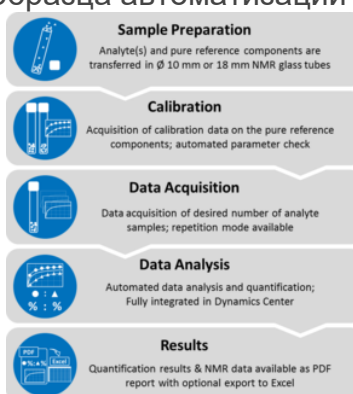 образца автоматизации
Sample Preparation
Analyte(s) and pure reference components are
transferred in Ø 10 mm or 18 mm NMR glass tubes
Calibration
Acquisition of calibration data on the pure reference
components; automated parameter check
Data Acquisition
Data acquisition of desired number of analyte
samples; repetition mode available
Data Analysis
Automated data analysis and quantification;
Fully integrated in Dynamics Center
% : %
Results
Quantification results & NMR data available as PDF
report with optional export to Excel
PDF
Excel